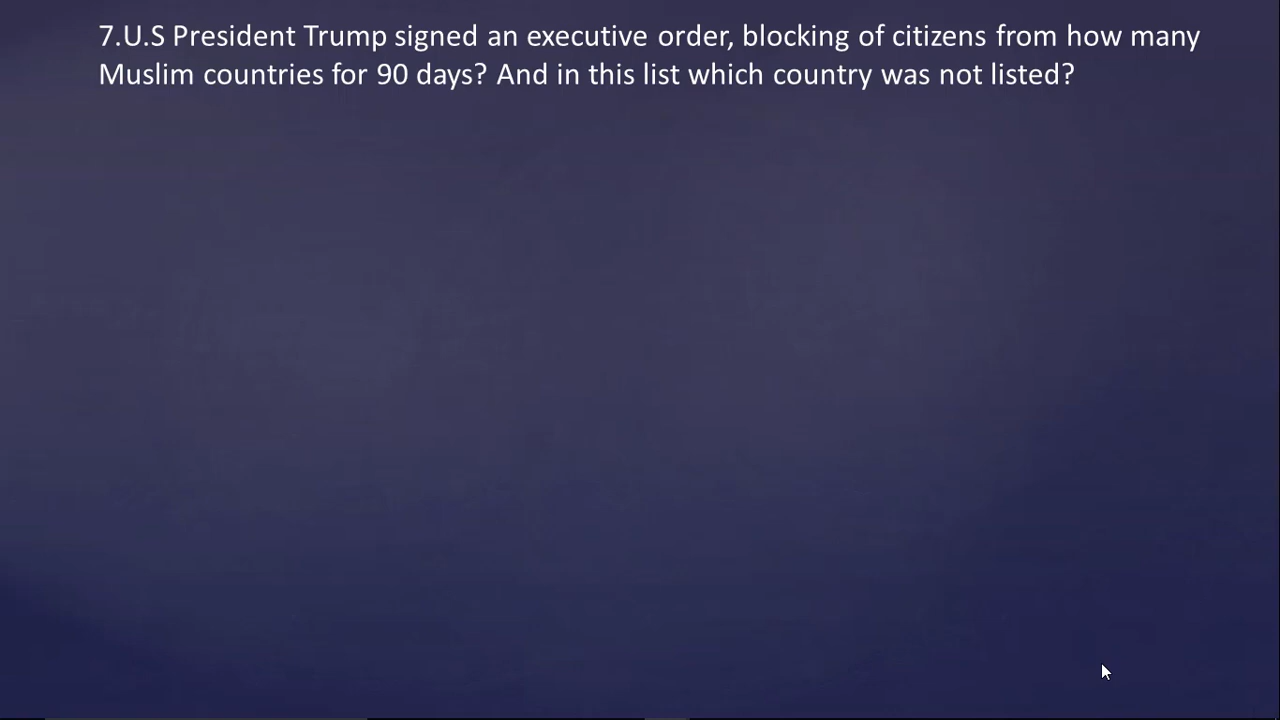 7.U.S President Trump signed an executive order, blocking of citizens from how many
Muslim countries for 90 days? And in this list which country was not listed?